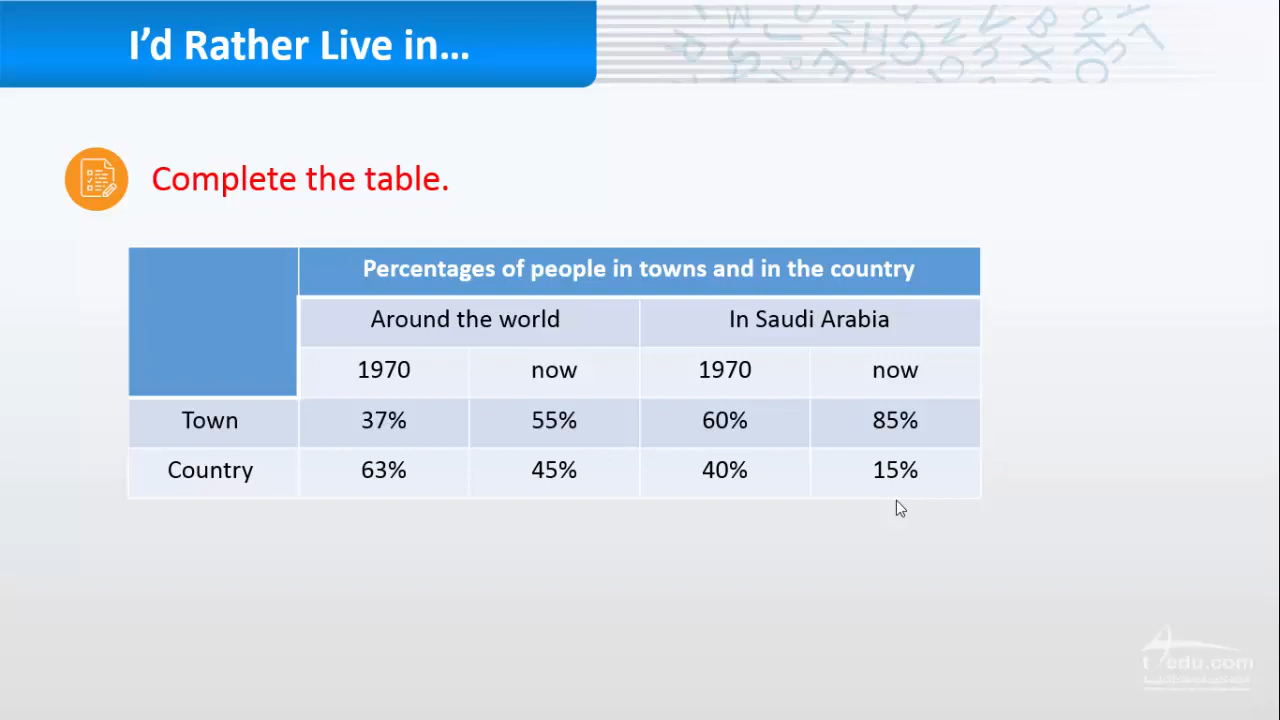 I'd Rather Live in...
Complete the table.
Percentages of people in towns and in the country
Around the world In Saudi Arabia
1970 now 1970 now
Town 37% 55% 60% 85%
Country 63% 45% 40% 15%
edu.com